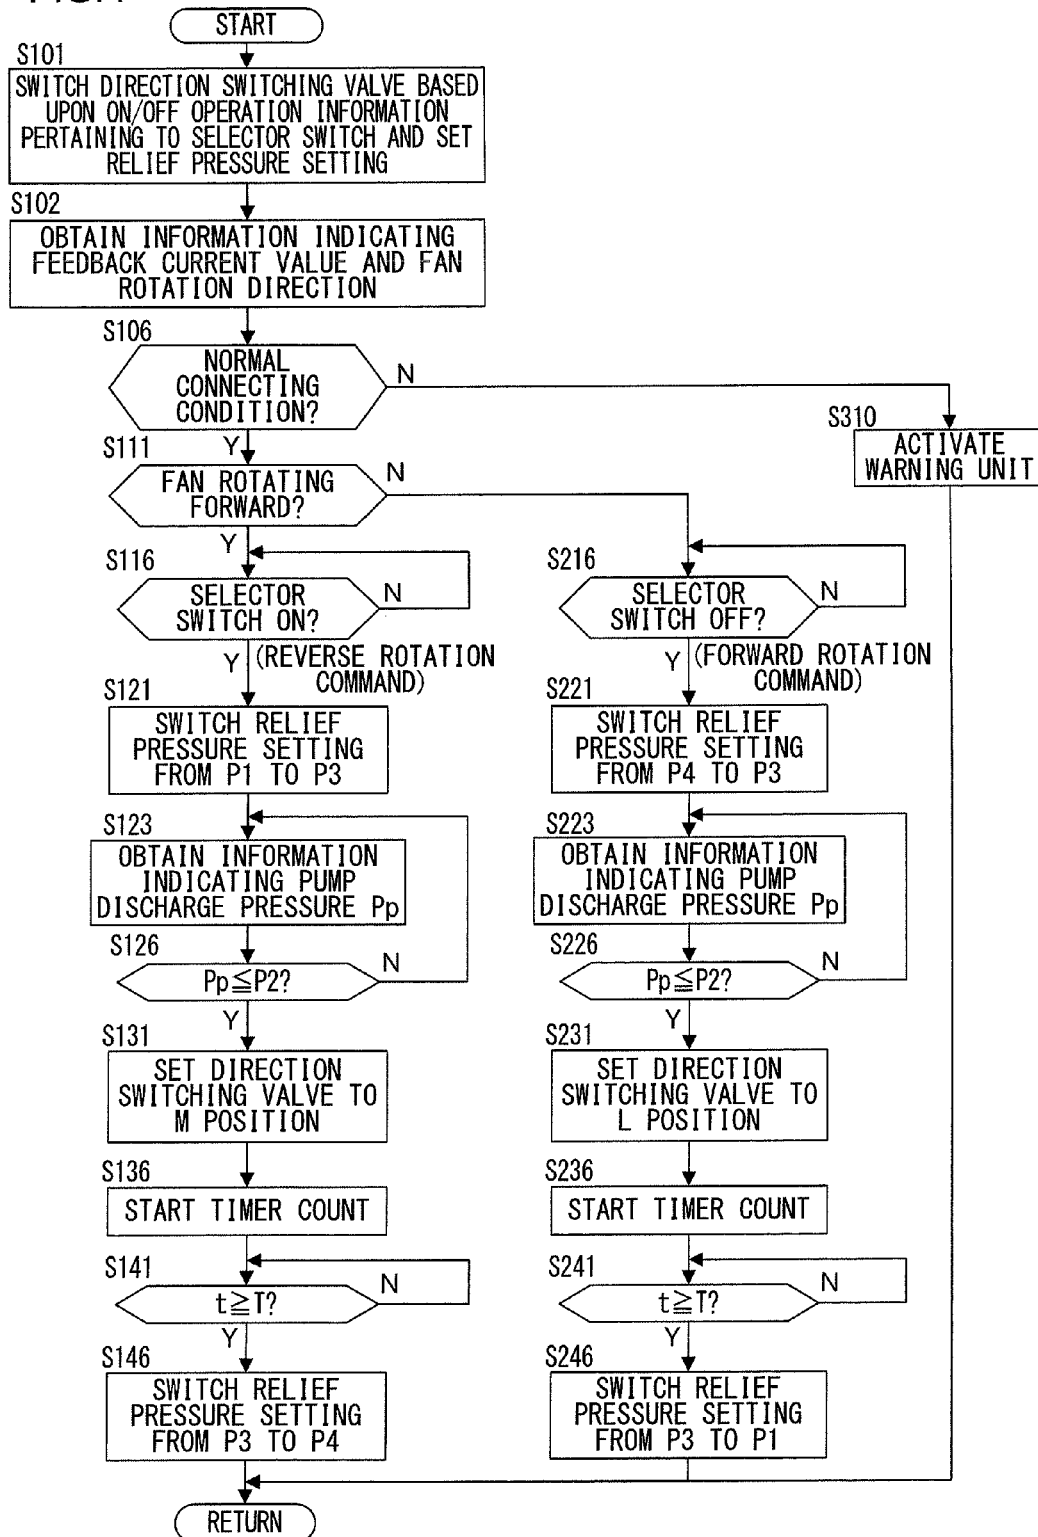 START
S101
SWITCH DIRECTION SWITCHING VALVE BASED
UPON ON/OFF OPERATION INFORMATION
PERTAINING TO SELECTOR SWITCH AND SET
RELIEF PRESSURE SETTING
S102
OBTAIN INFORMATION INDICATING
FEEDBACK CURRENT VALUE AND FAN
ROTATION DIRECTION
S106
NORMAL
CONNECTING
CONDITION?
N
Y
S310
ACTIVATE
WARNING UNIT
S111
FAN ROTATING
FORWARD?
N
Y
S116
SELECTOR
SWITCH ON?
N
Y
(REVERSE ROTATION
COMMAND)
S121
SWITCH RELIEF
PRESSURE SETTING
FROM P1 TO P3
S123
OBTAIN INFORMATION
INDICATING PUMP
DISCHARGE PRESSURE Pp
S126
Pp≦P2?
N
Y
S131
SET DIRECTION
SWITCHING VALVE TO
M POSITION
S136
START TIMER COUNT
S141
t≧T?
N
Y
S146
SWITCH RELIEF
PRESSURE SETTING
FROM P3 TO P4
S216
SELECTOR
SWITCH OFF?
N
Y
(FORWARD ROTATION
COMMAND)
S221
SWITCH RELIEF
PRESSURE SETTING
FROM P4 TO P3
S223
OBTAIN INFORMATION
INDICATING PUMP
DISCHARGE PRESSURE Pp
S226
Pp≦P2?
N
Y
S231
SET DIRECTION
SWITCHING VALVE TO
L POSITION
S236
START TIMER COUNT
S241
t≧T?
N
Y
S246
SWITCH RELIEF
PRESSURE SETTING
FROM P3 TO P1
RETURN